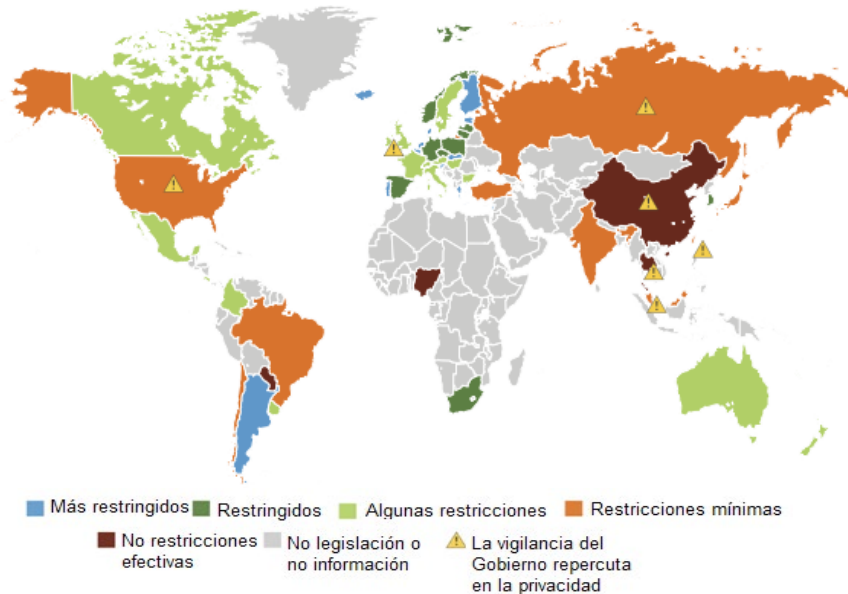 Más restringidos
Restringidos
Algunas restricciones
Restricciones mínimas
No restricciones
efectivas
No legislación o
no información
La vigilancia del
Gobierno repercuta
en la privacidad